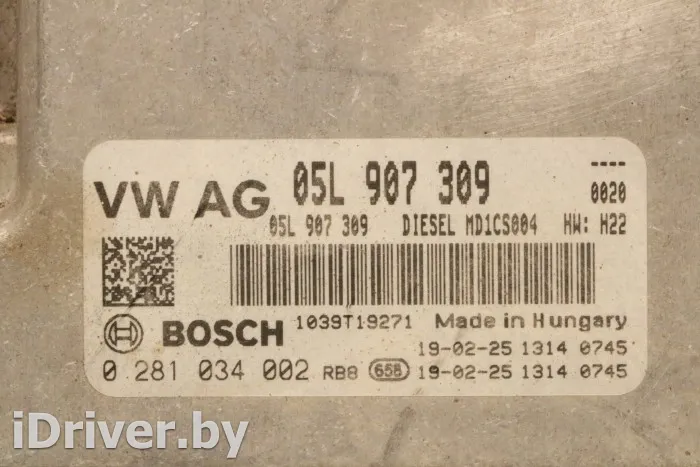 VW AG 05L 907 309
----
0020
05L 907 309 DIESEL MD1CS004 HW: H22
BOSCH 1039T19271 Made in Hungary
19-02-25 1314 0745
0 281 034 002 RB8 658 19-02-25 1314 0745
iDriver.by